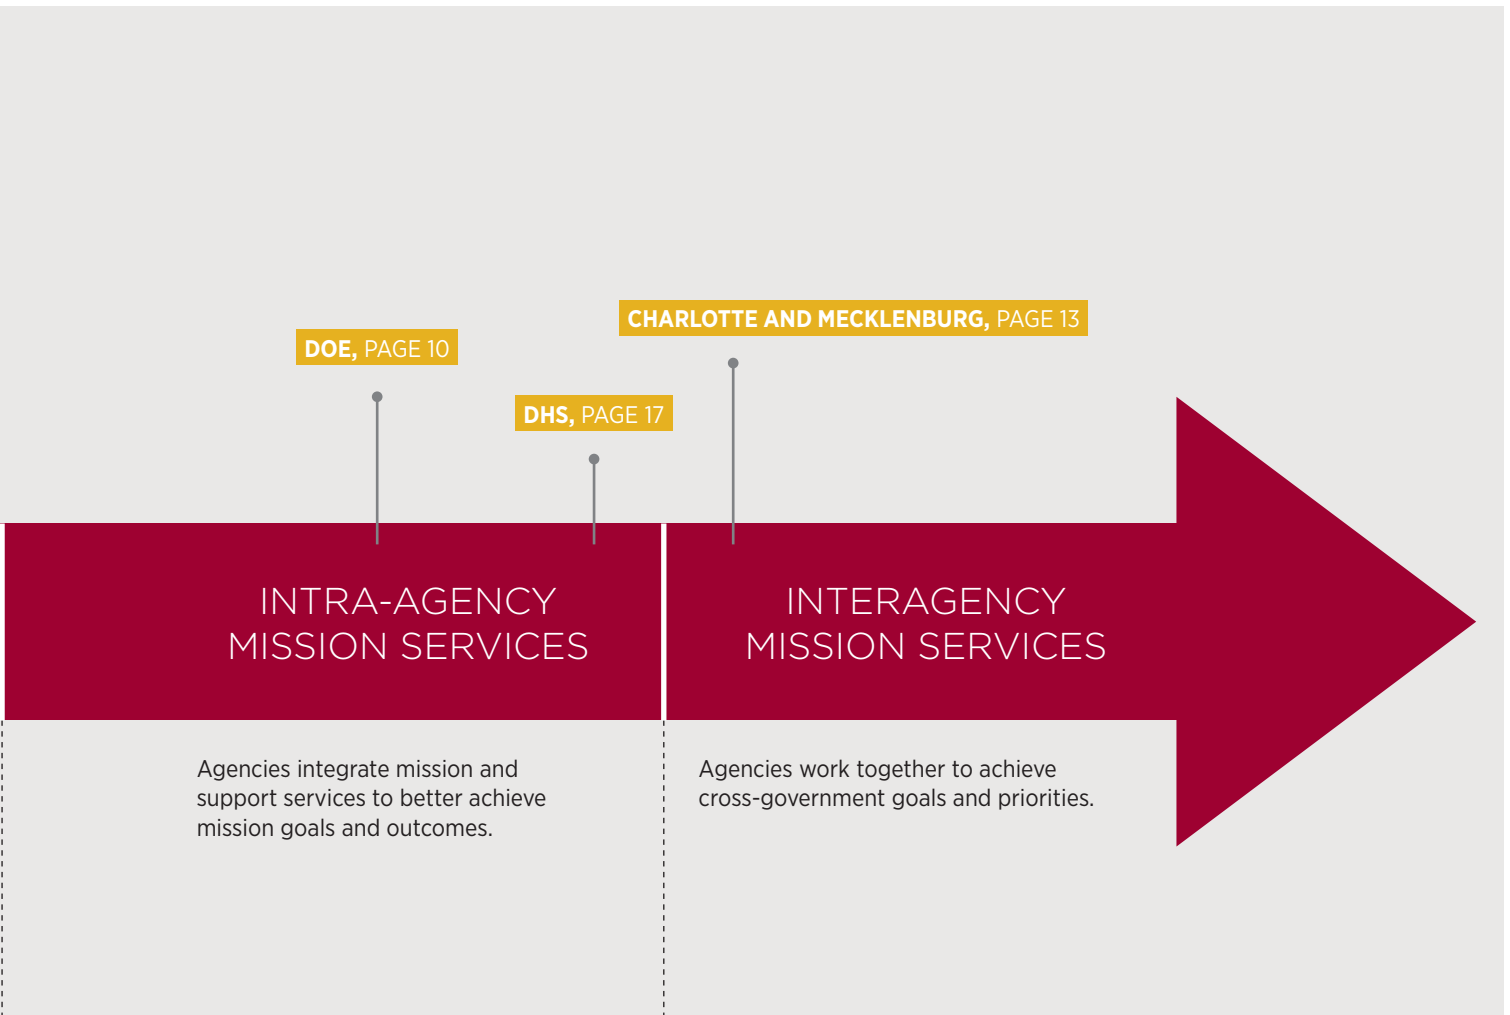 CHARLOTTE AND MECKLENBURG, PAGE 13
DOE, PAGE 10
DHS, PAGE 17
INTRA-AGENCY
MISSION SERVICES
INTERAGENCY
MISSION SERVICES
Agencies integrate mission and
support services to better achieve
mission goals and outcomes.
Agencies work together to achieve
cross-government goals and priorities.